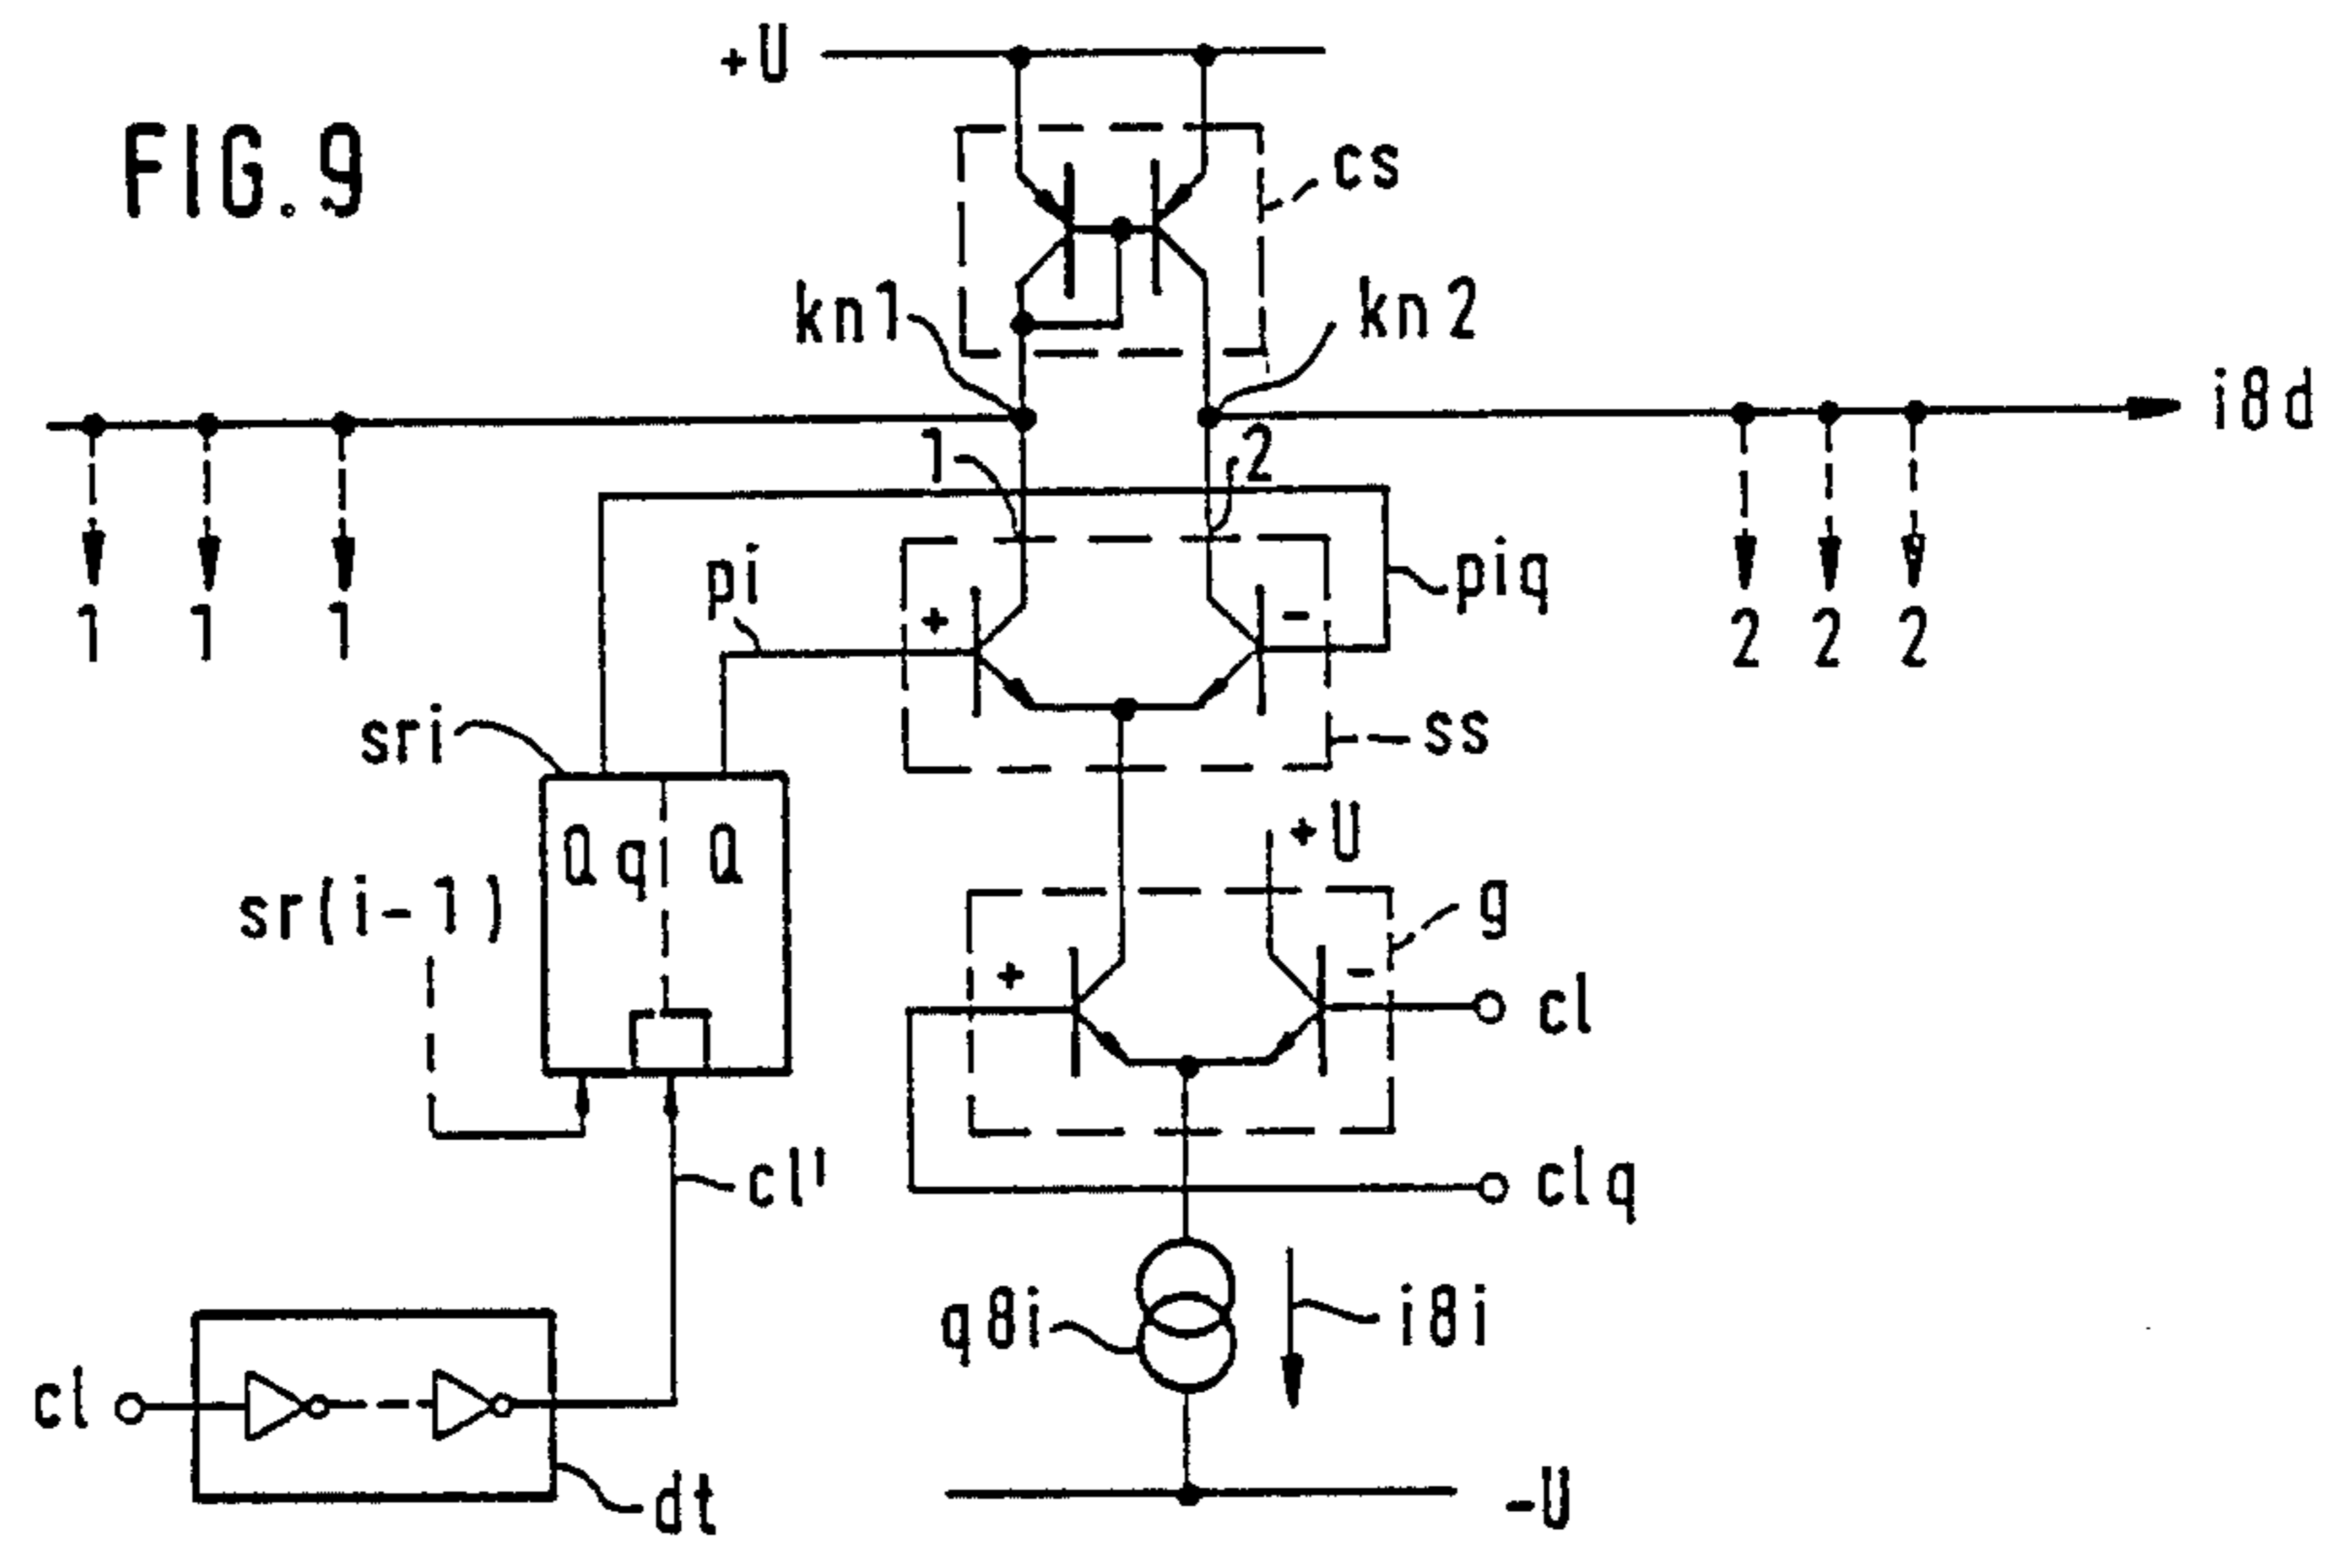 +U
FIG. 9
cs
kn1
kn2
i8d
1
2
pi
+
-
piq
1
1
1
2
2
2
sri
ss
+U
Qq
Q
sr(i-1)
g
+
-
cl
cl'
clq
q8i
i8i
cl
dt
-U